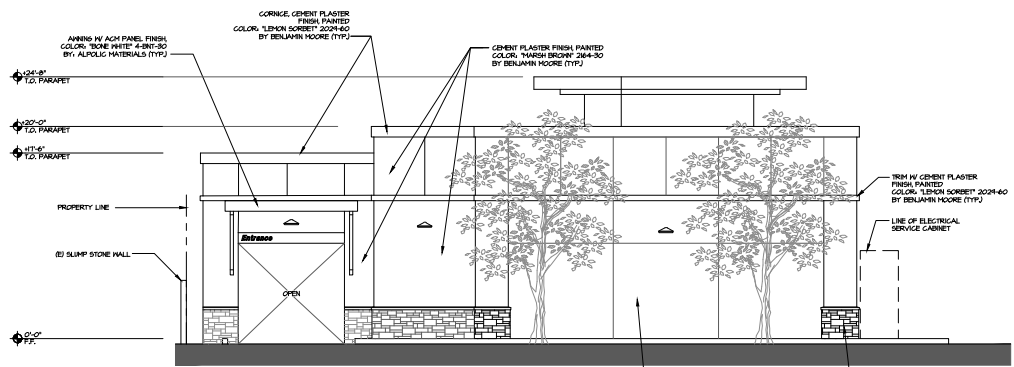 CORNICE, CEMENT PLASTER
FINISH, PAINTED
COLOR: "LEMON SORBET" 2029-60
BY BENJAMIN MOORE (TYP.)
AWNING W/ ACM PANEL FINISH,
COLOR: "BONE WHITE" 4-BNT-30
BY: ALPOLIC MATERIALS (TYP.)
CEMENT PLASTER FINISH, PAINTED
COLOR: "MARSH BROWN" 2164-30
BY BENJAMIN MOORE (TYP.)
+24'-8"
T.O. PARAPET
+20'-0"
T.O. PARAPET
+17'-6"
T.O. PARAPET
TRIM W/ CEMENT PLASTER
FINISH, PAINTED
COLOR: "LEMON SORBET" 2029-60
BY BENJAMIN MOORE (TYP.)
PROPERTY LINE
LINE OF ELECTRICAL
SERVICE CABINET
Entrance
(E) SLUMP STONE WALL
OPEN
0'-0"
F.F.